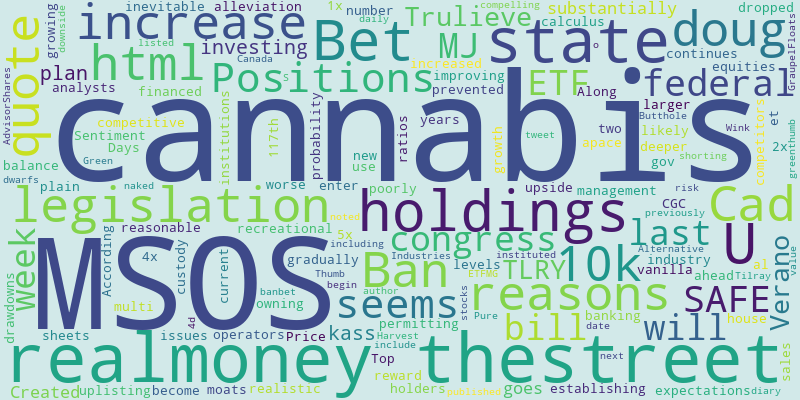 inevitable alleviation 1x number substantially dropped
growing downside increase investing Bet Trulieve MJ state calculus doug
daily compelling o continues
quote html listed Canada S increased equities GraupelFloats
AdvisorShares plan analysts financed Positions improving prevented ETF Along federal
cannabis
competitive Sentiment Days institutions 117th probability ratios years growth two apace larger Butthole likely deeper Wink competitors et 2x
balance Green new use tweet gov shorting greenthumb
dwarfs plain naked worse enter poorly upside management risk
legislation noted holdings CGC previously Cad
reasonable recreational congress last U
Week According MSOS 4x custody current gradually 5x including Industries levels Alternative industry al Verano
Ban instituted ETFMG TLRY 10k vanilla ahead Tilray value
drawdowns multi Thumb begin banbet owning author seems stocks reasons SAFE
sheets issues operators 4d Price kass permitting Harvest Pure bill banking date will house
realmoney Top include thestreet next sales
Created uplisting become moats realistic reward holders published goes establishing expectations diary